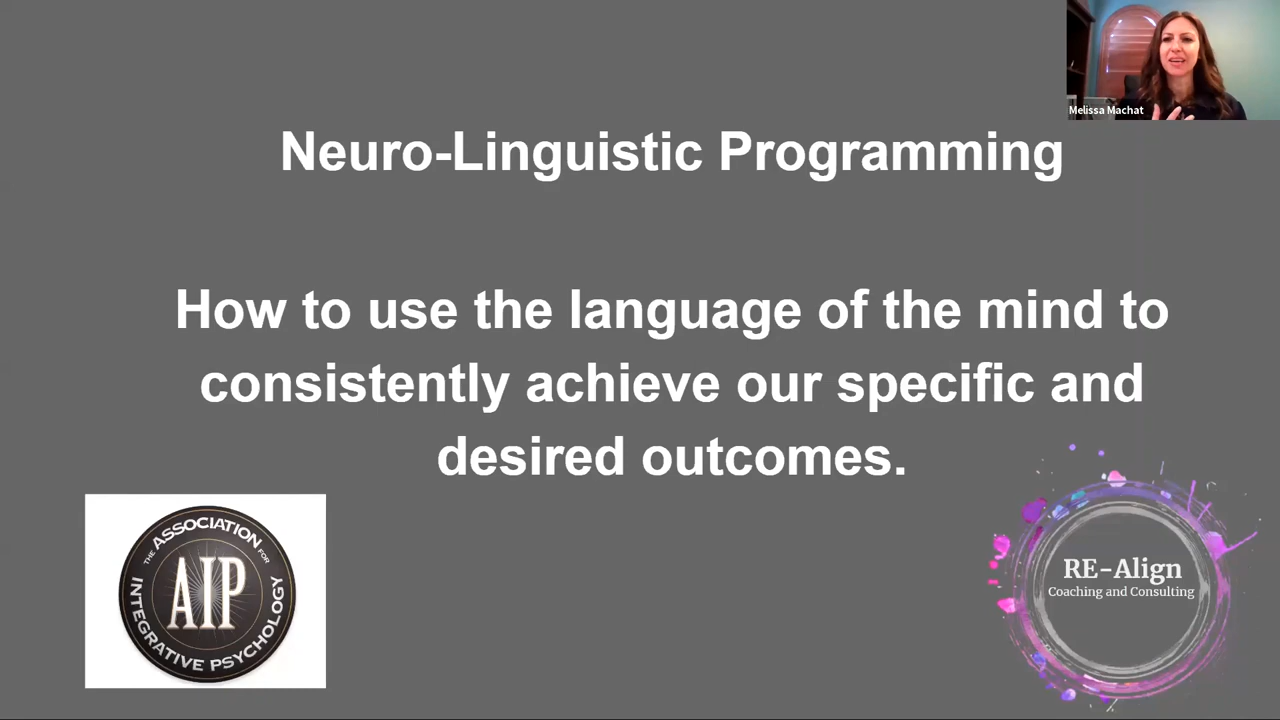 Melissa Machat
Neuro-Linguistic Programming
How to use the language of the mind to
consistently achieve our specific and
desired outcomes.
THE ASSOCIATION FOR
AIP
INTEGRATIVE PSYCHOLOGY
RE-Align
Coaching and Consulting